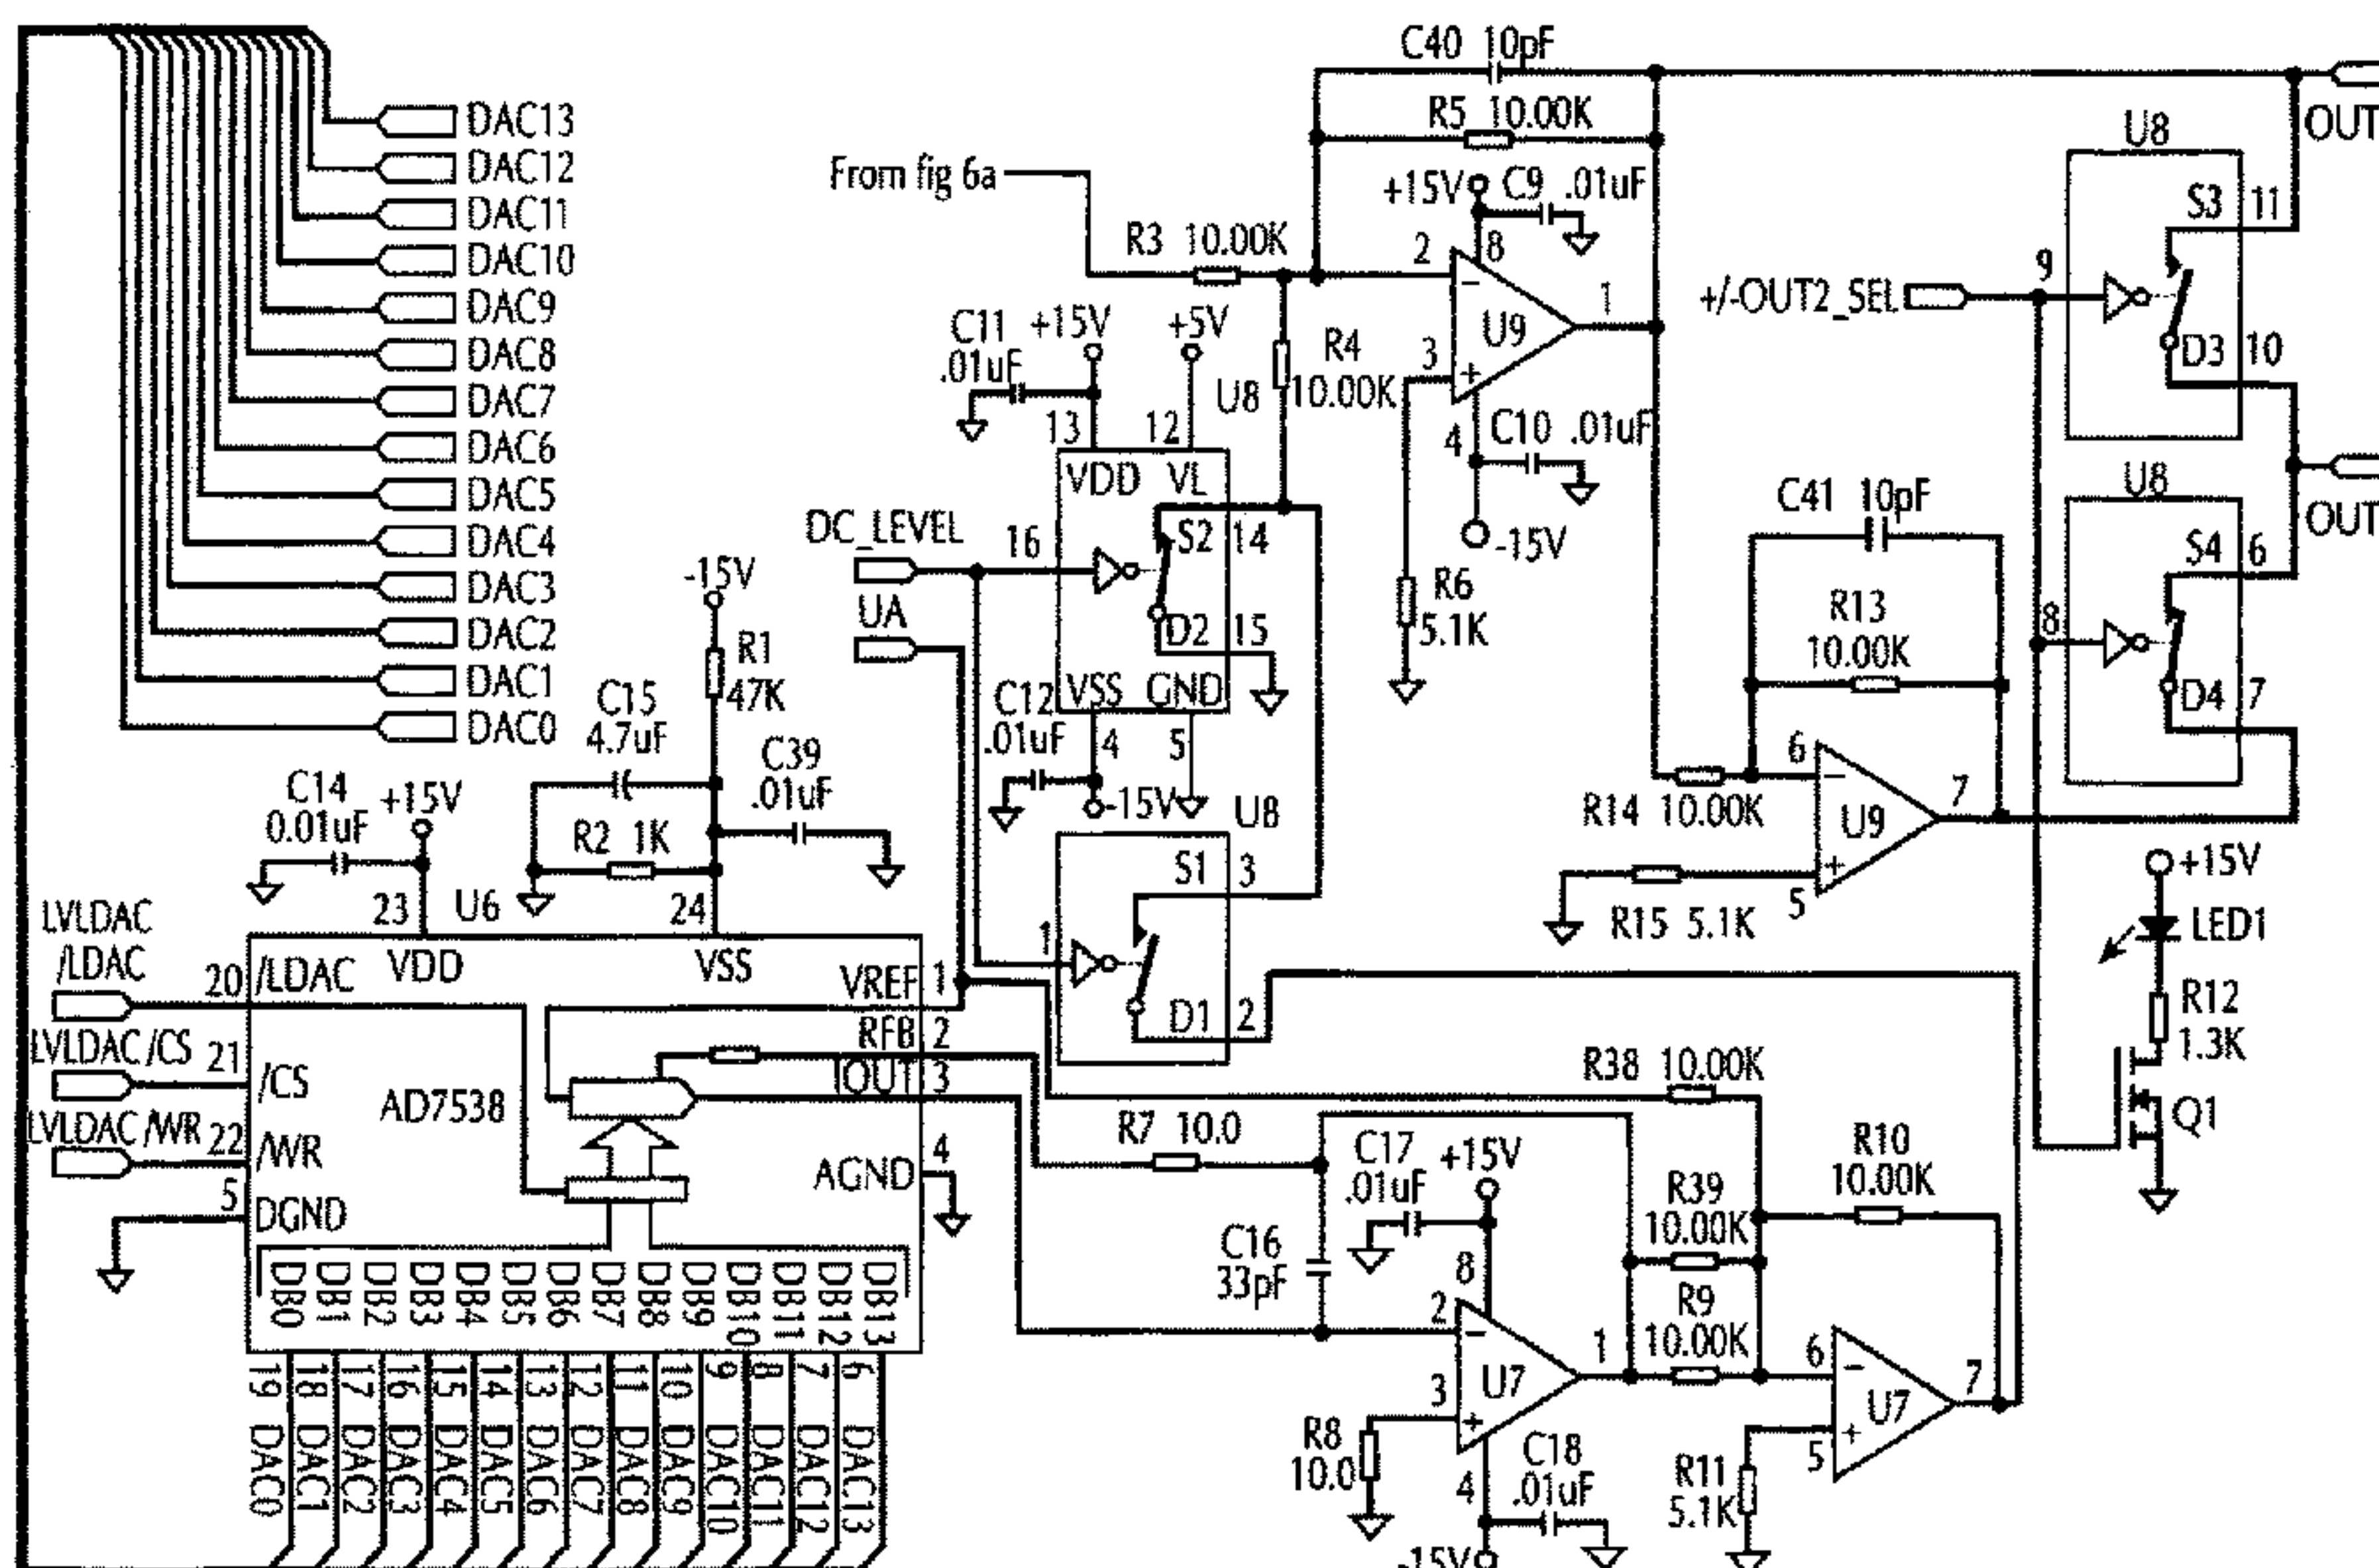 C40 10pF
R5 10.00K
OUT
U8
DAC13
DAC12
DAC11
DAC10
DAC9
DAC8
DAC7
DAC6
DAC5
DAC4
DAC3
DAC2
DAC1
DAC0
From fig 6a
+15V
C9 .01uF
R3 10.00K
2
8
-
U9
1
3
+
4
C10 .01uF
-15V
R6
5.1K
S3
11
9
+/-OUT2_SEL
D3
10
C11
.01uF
+15V
+5V
U8
R4
10.00K
13
12
VDD
VL
DC_LEVEL
16
S2
14
UA
D2
15
VSS
GND
C12
.01uF
4
5
-15V
U8
OUT
S4
6
8
D4
7
C41 10pF
R13
10.00K
6
-
R14 10.00K
U9
7
+
R15 5.1K
5
-15V
R1
47K
C15
4.7uF
C39
.01uF
C14
0.01uF
+15V
R2 1K
23
U6
24
U8
S1
3
1
D1
2
+15V
LED1
R12
1.3K
Q1
LVLDAC
/LDAC
20
/LDAC
VDD
VSS
VREF
1
RFB
2
IOUT
3
LVLDAC /CS
21
/CS
AD7538
LVLDAC /WR
22
/WR
AGND
4
5
DGND
DB0
DB1
DB2
DB3
DB4
DB5
DB6
DB7
DB8
DB9
DB10
DB11
DB12
DB13
19
18
17
16
15
14
13
12
11
10
9
8
7
6
DAC0
DAC1
DAC2
DAC3
DAC4
DAC5
DAC6
DAC7
DAC8
DAC9
DAC10
DAC11
DAC12
DAC13
R38 10.00K
R7 10.0
C17
.01uF
+15V
R39
10.00K
R10
10.00K
C16
33pF
8
2
-
U7
1
R9
10.00K
6
-
3
+
R8
10.0
4
C18
.01uF
-15V
U7
7
+
5
R11
5.1K